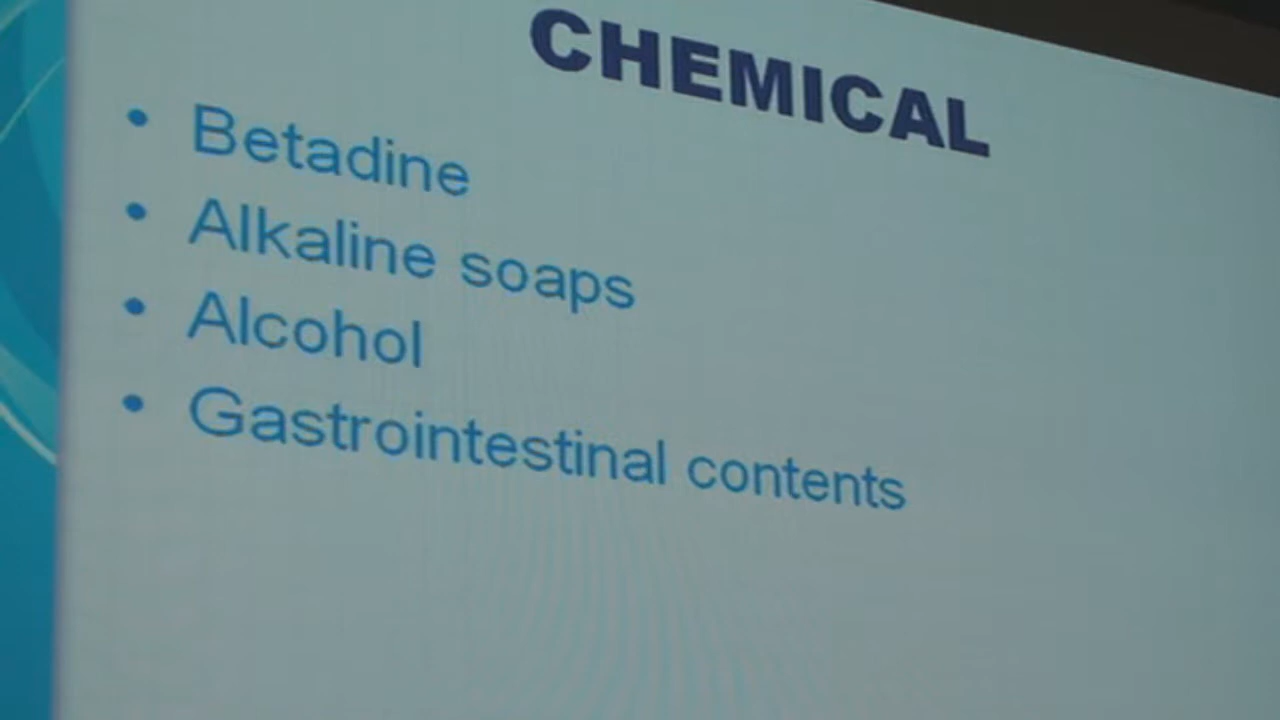 CHEMICAL
• Betadine
• Alkaline soaps
• Alcohol
• Gastrointestinal contents